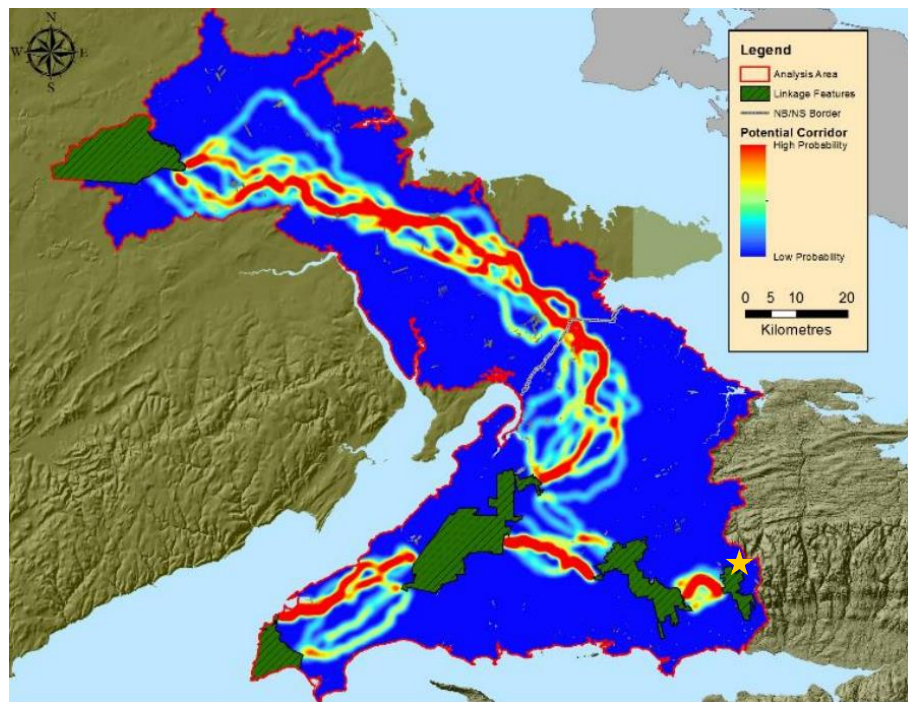 N
W E
S
Legend
Analysis Area
Linkage Features
NB/NS Border
Potential Corridor
High Probability
Low Probability
0 5 10 20
Kilometres